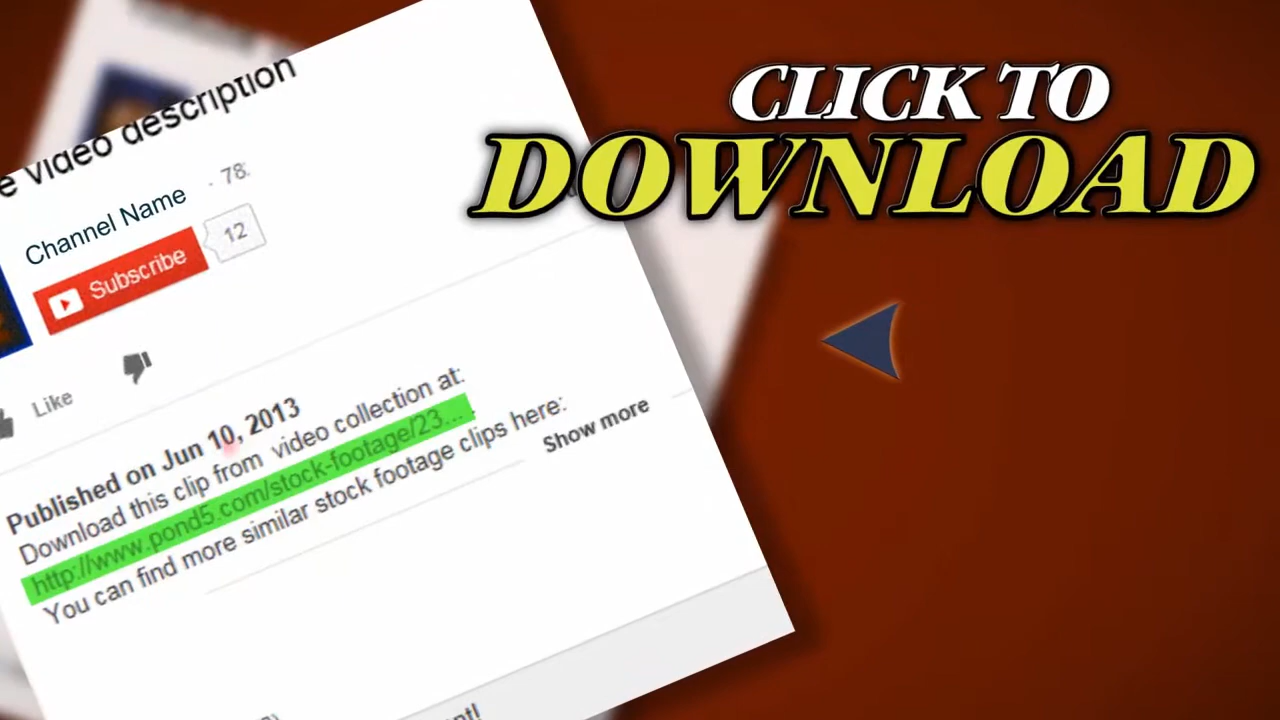 CLICK TO
DOWNLOAD
video description
Channel Name
78
Subscribe
12
Like
Published on Jun 10, 2013
Download this clip from video collection at:
http://www.pond5.com/stock-footage/23...
You can find more similar stock footage clips here:
Show more